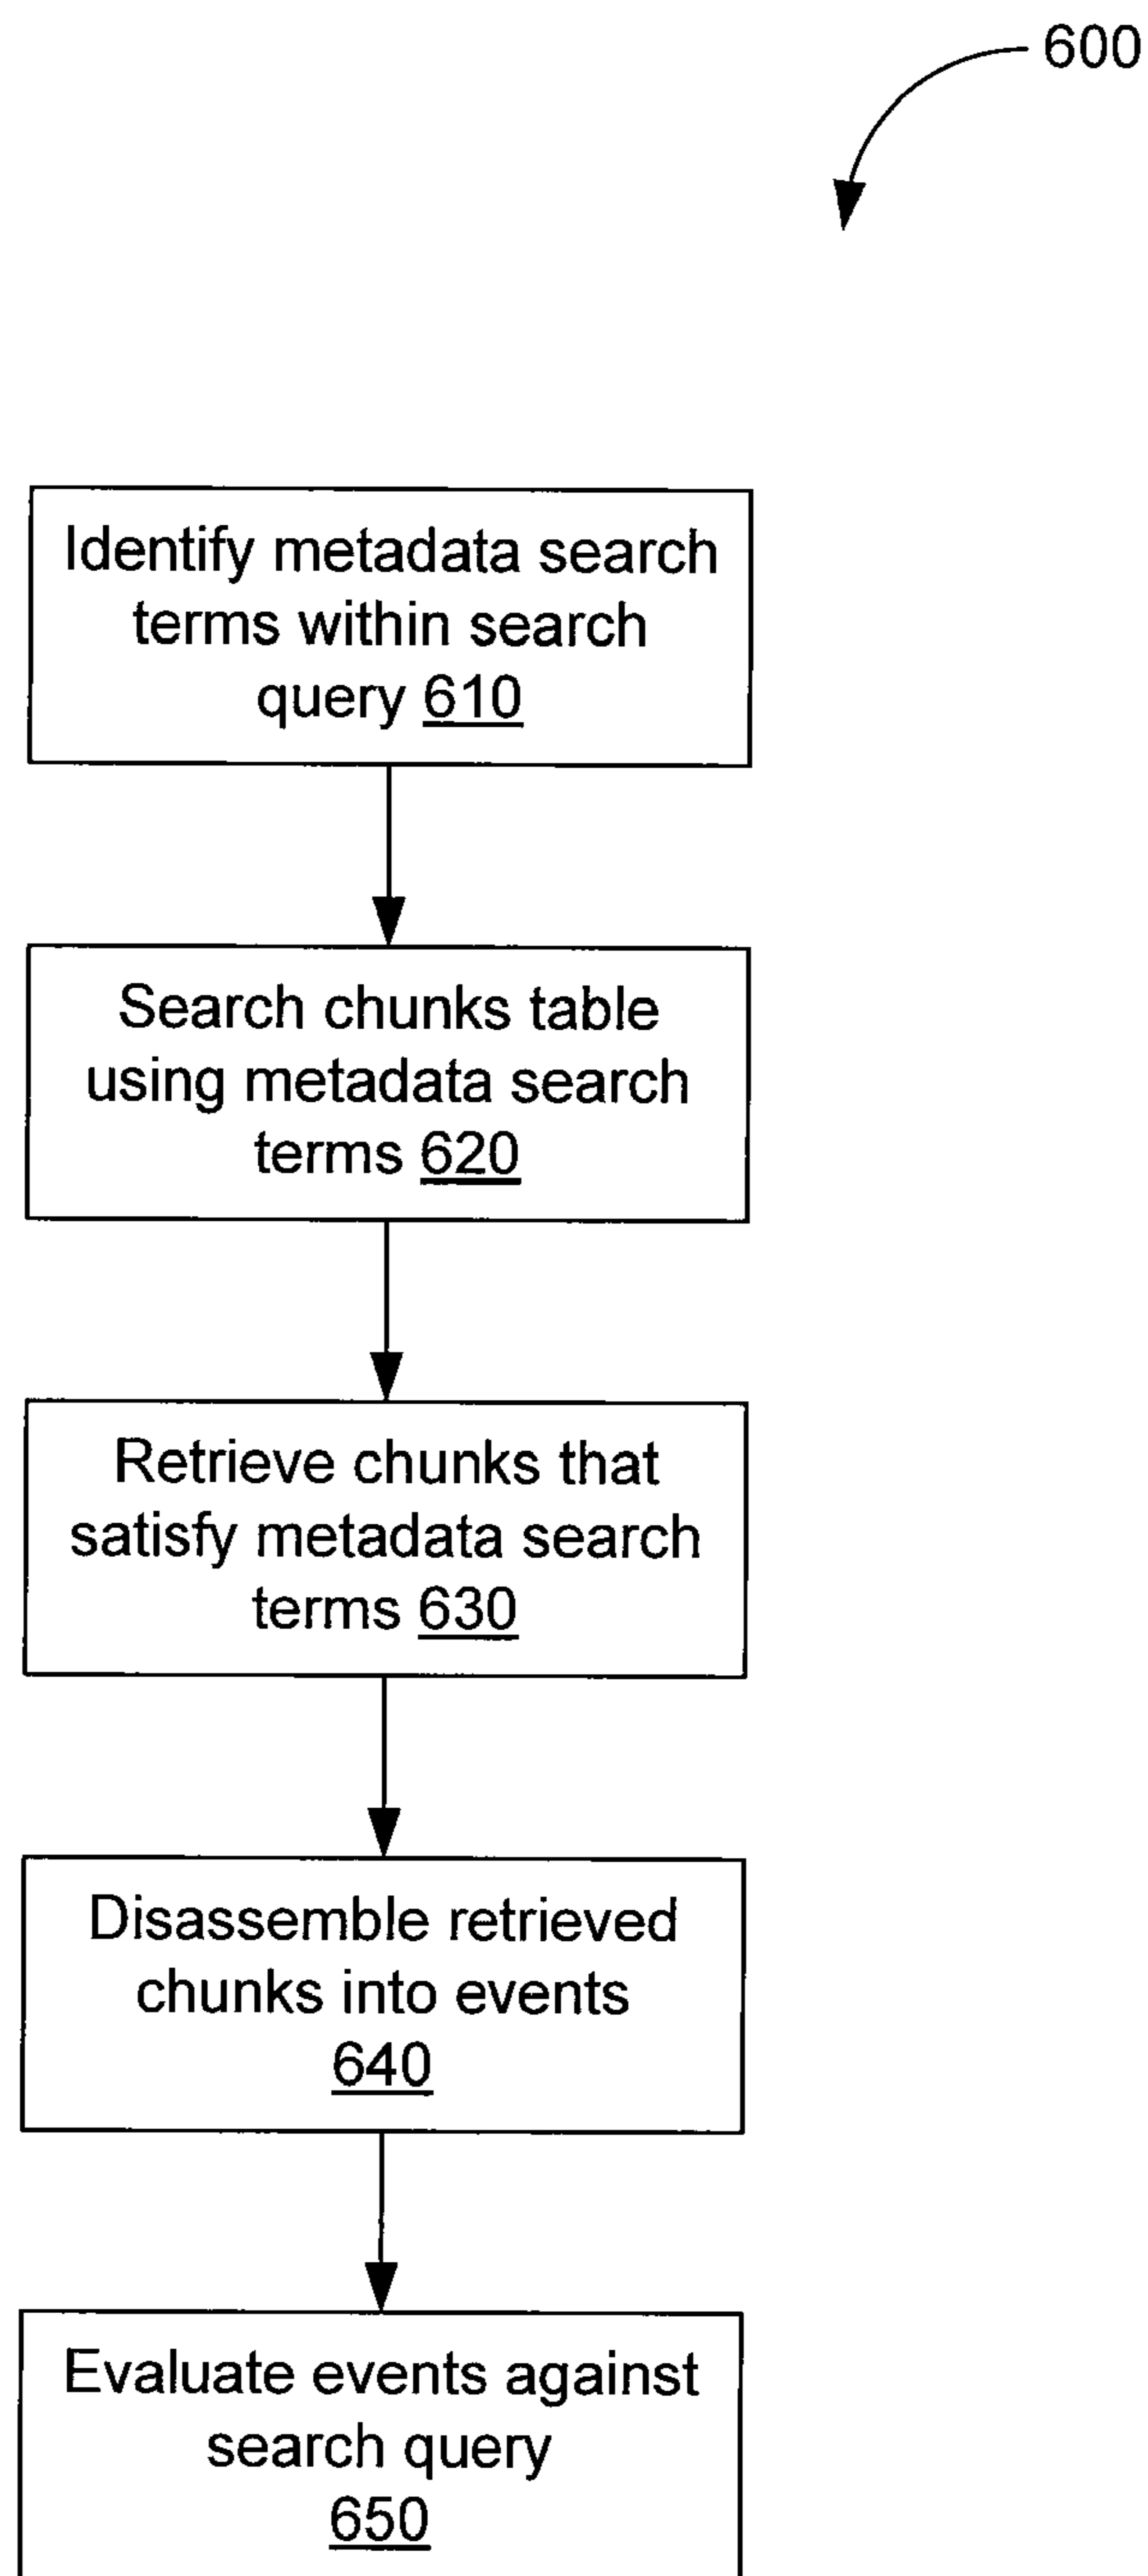 600
Identify metadata search
terms within search
query 610
Search chunks table
using metadata search
terms 620
Retrieve chunks that
satisfy metadata search
terms 630
Disassemble retrieved
chunks into events
640
Evaluate events against
search query
650